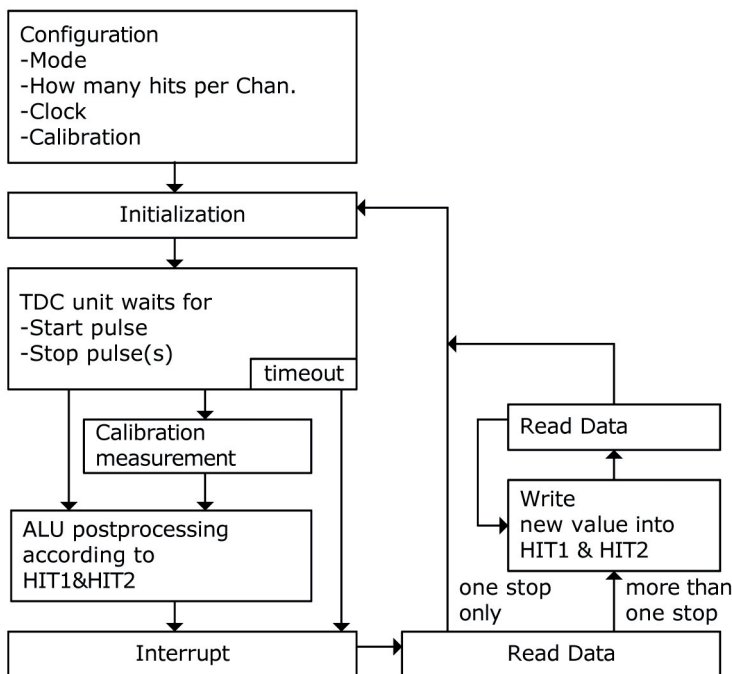 Configuration
-Mode
-How many hits per Chan.
-Clock
-Calibration
Initialization
TDC unit waits for
-Start pulse
-Stop pulse(s)
timeout
Calibration
measurement
ALU postprocessing
according to
HIT1&HIT2
Interrupt
Read Data
Write
new value into
HIT1 & HIT2
one stop
only
more than
one stop
Read Data